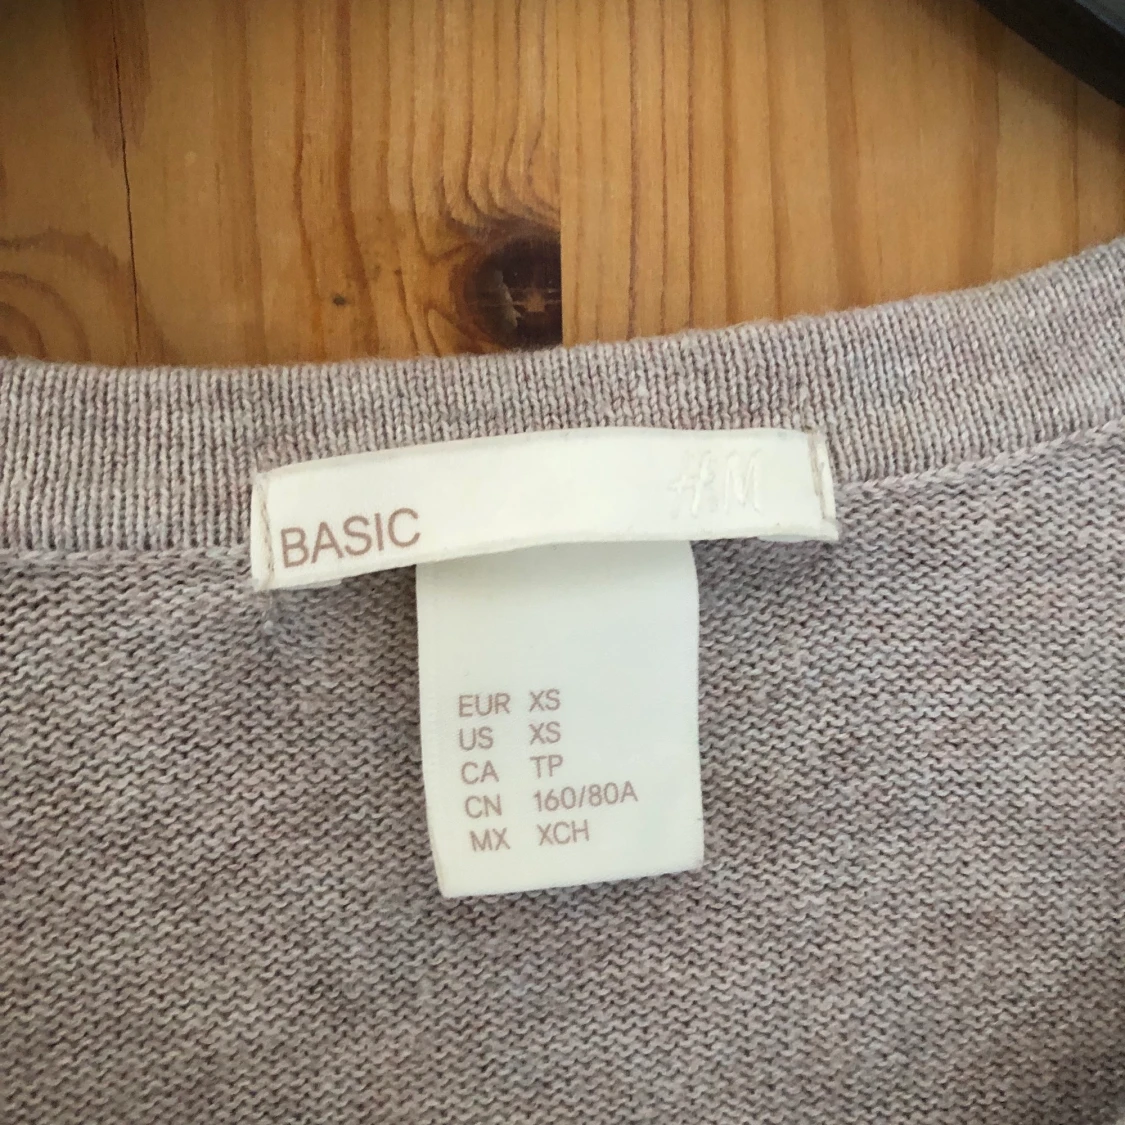 BASIC H&M
EUR XS
US XS
CA TP
CN 160/80A
MX XCH